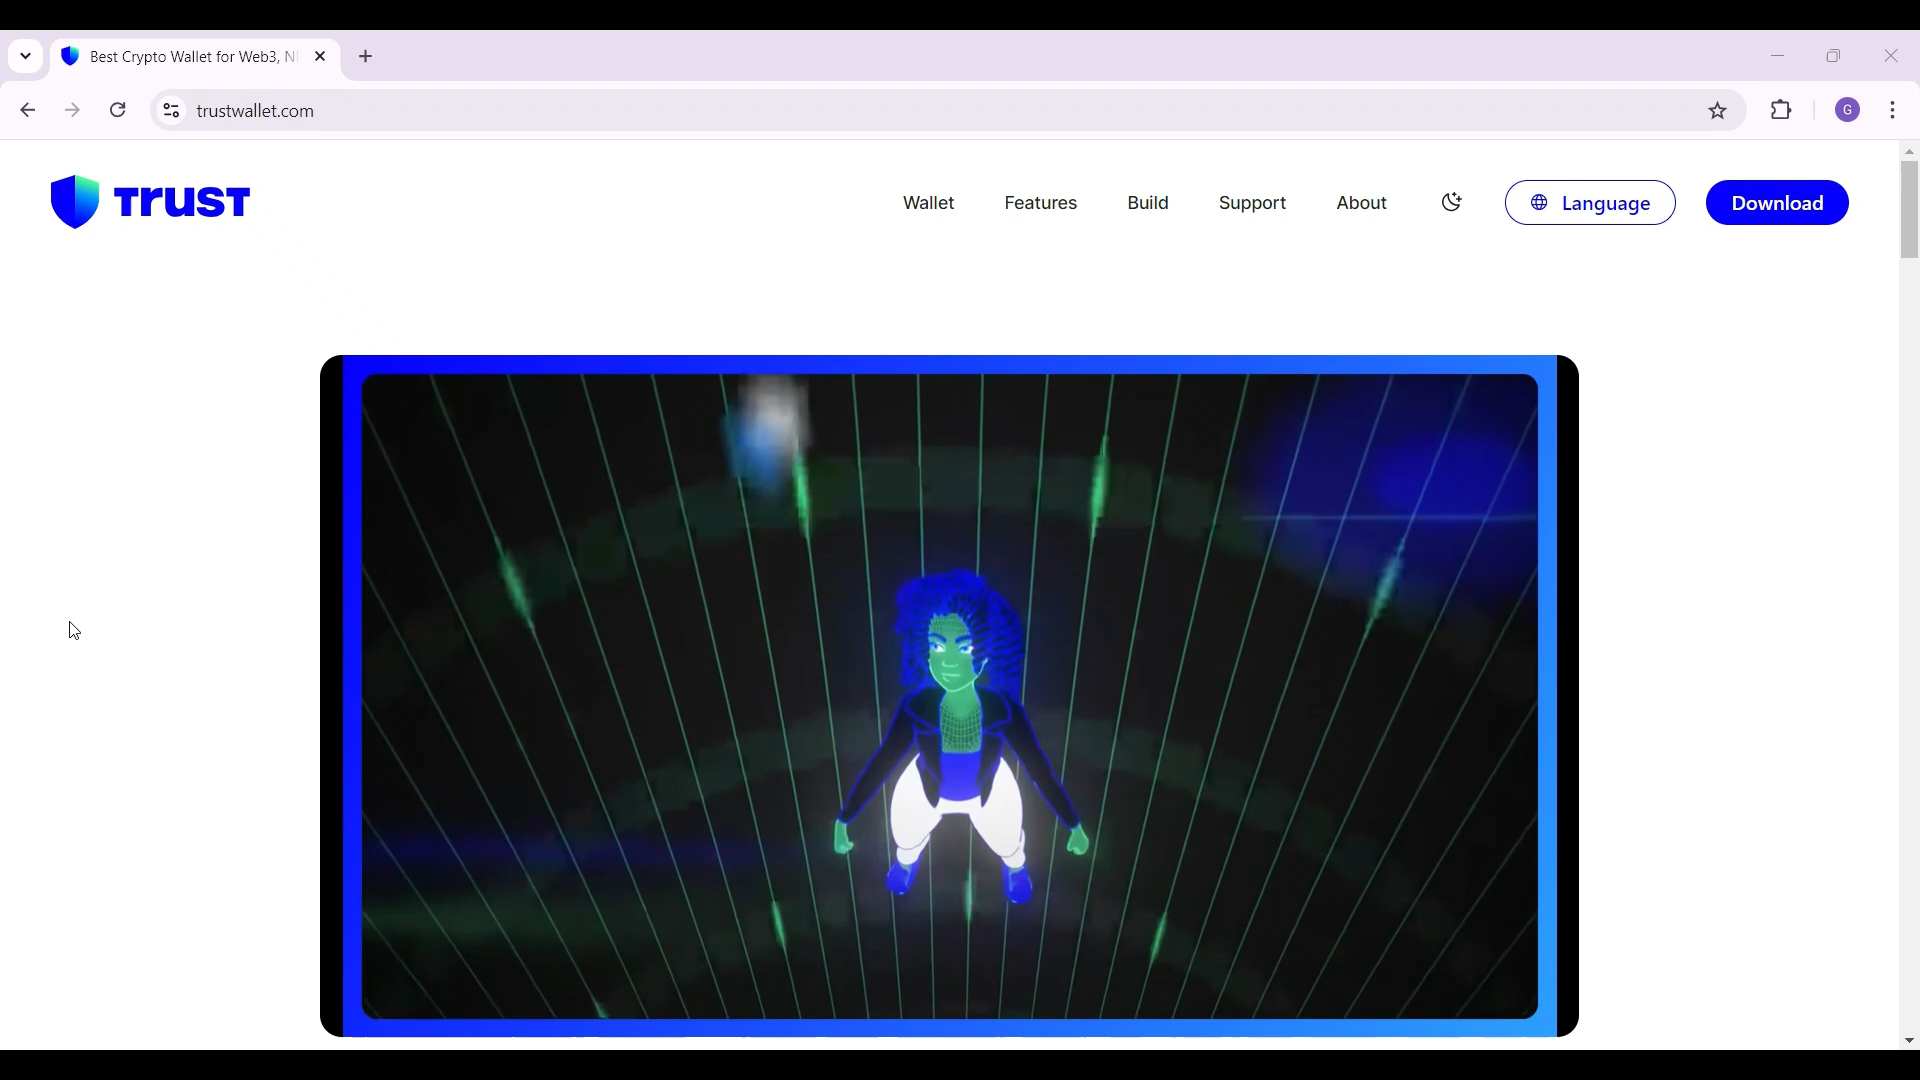 Best Crypto Wallet for Web3, N
trustwallet.com
G
TRUST
Wallet
Features
Build
Support
About
Language
Download